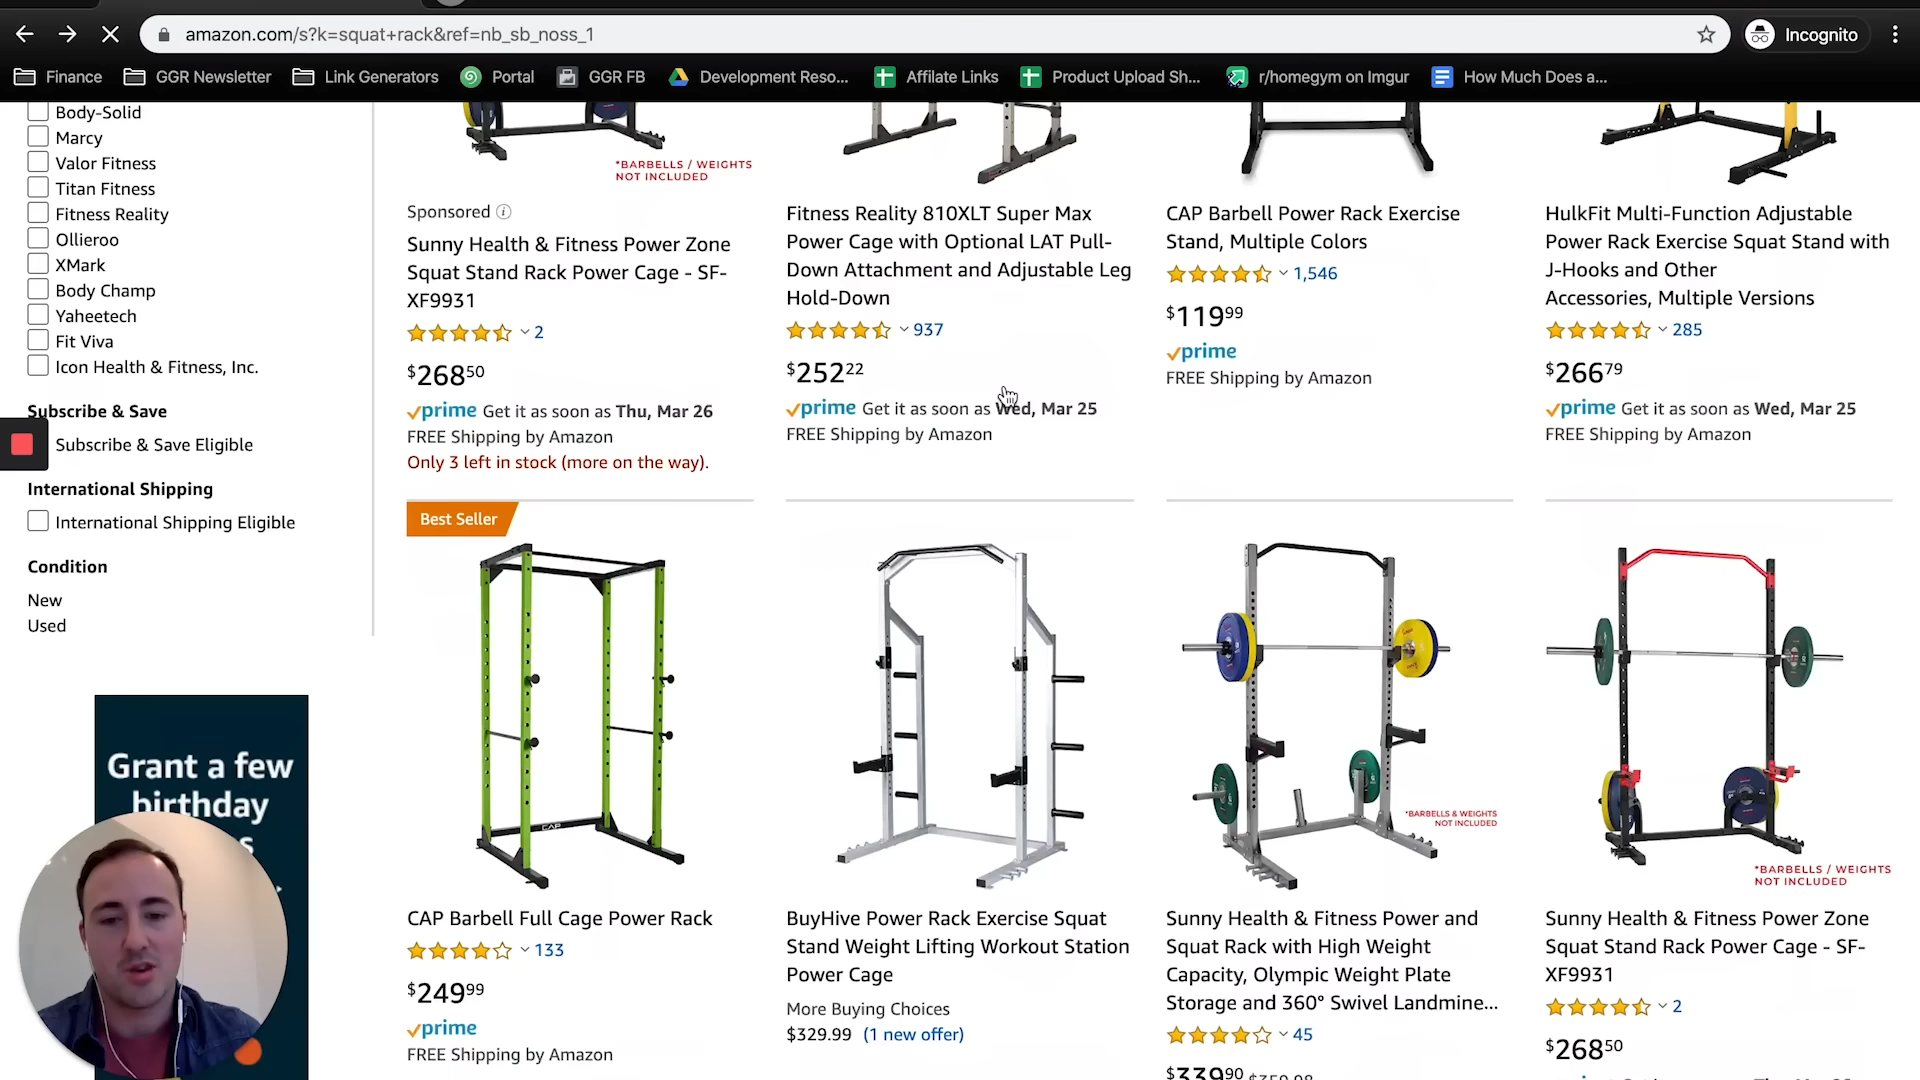 amazon.com/s?k=squat+rack&ref=nb_sb_noss_1
Incognito
Finance
GGR Newsletter
Link Generators
Portal
GGR FB
Development Reso...
Affilate Links
Product Upload Sh...
r/homegym on Imgur
How Much Does a...
Body-Solid
Marcy
Valor Fitness
Titan Fitness
Fitness Reality
Ollieroo
XMark
Body Champ
Yaheetech
Fit Viva
Icon Health & Fitness, Inc.
Subscribe & Save
Subscribe & Save Eligible
International Shipping
International Shipping Eligible
Condition
New
Used
Grant a few
birthday
*BARBELLS / WEIGHTS
NOT INCLUDED
Sponsored
Sunny Health & Fitness Power Zone
Squat Stand Rack Power Cage - SF-
XF9931
2
$26850
prime Get it as soon as Thu, Mar 26
FREE Shipping by Amazon
Only 3 left in stock (more on the way).
Fitness Reality 810XLT Super Max
Power Cage with Optional LAT Pull-
Down Attachment and Adjustable Leg
Hold-Down
937
$25222
prime Get it as soon as Wed, Mar 25
FREE Shipping by Amazon
CAP Barbell Power Rack Exercise
Stand, Multiple Colors
1,546
$11999
prime
FREE Shipping by Amazon
HulkFit Multi-Function Adjustable
Power Rack Exercise Squat Stand with
J-Hooks and Other
Accessories, Multiple Versions
285
$26679
prime Get it as soon as Wed, Mar 25
FREE Shipping by Amazon
Best Seller
CAP
CAP Barbell Full Cage Power Rack
133
$24999
prime
FREE Shipping by Amazon
BuyHive Power Rack Exercise Squat
Stand Weight Lifting Workout Station
Power Cage
More Buying Choices
$329.99 (1 new offer)
*BARBELLS & WEIGHTS
NOT INCLUDED
Sunny Health & Fitness Power and
Squat Rack with High Weight
Capacity, Olympic Weight Plate
Storage and 360° Swivel Landmine...
45
$33990 $359.98
*BARBELLS / WEIGHTS
NOT INCLUDED
Sunny Health & Fitness Power Zone
Squat Stand Rack Power Cage - SF-
XF9931
2
$26850